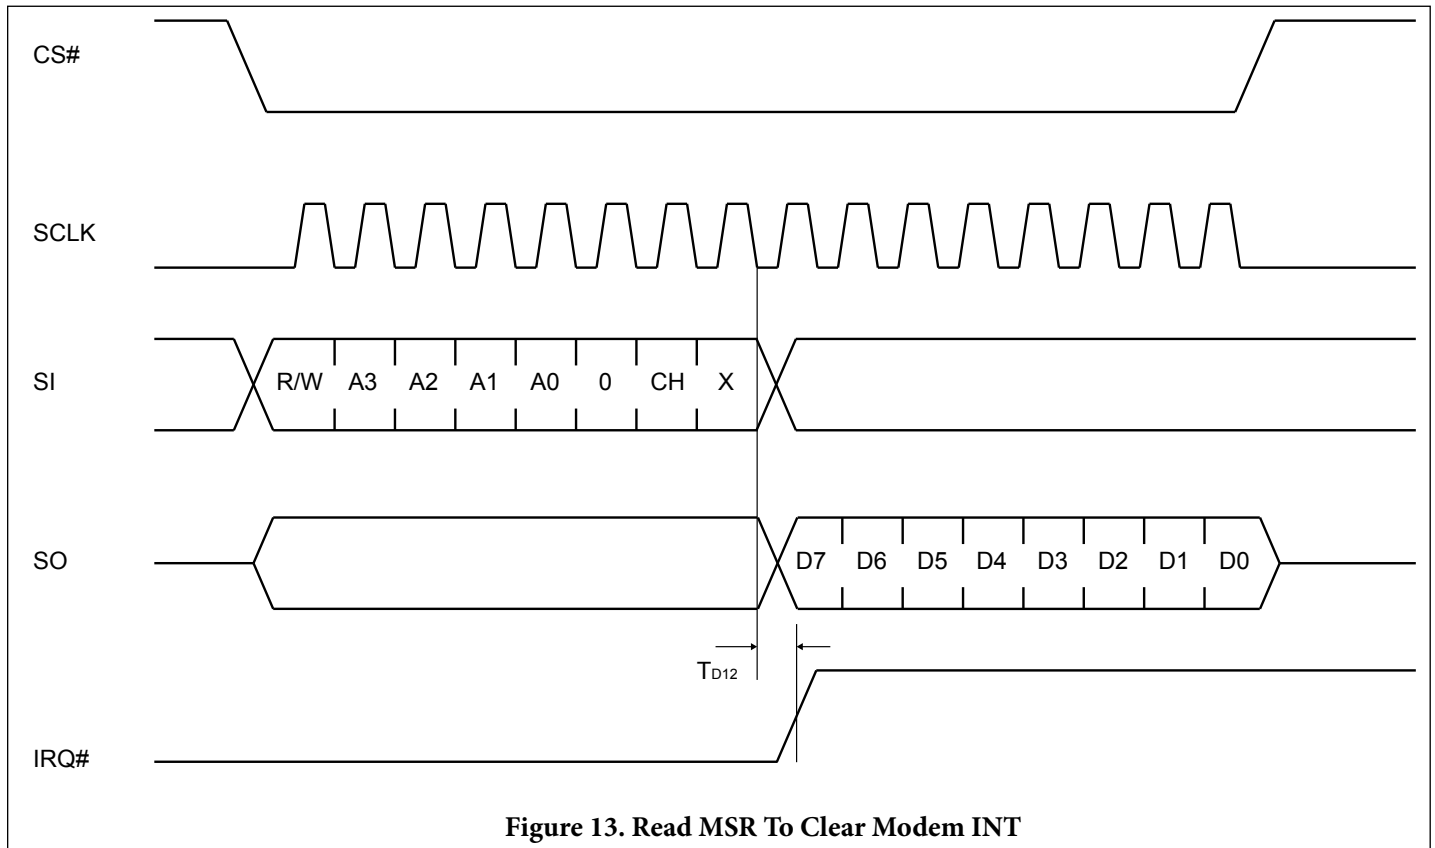 CS#
SCLK
SI
R/W A3 A2 A1 A0 0 CH X
SO
D7 D6 D5 D4 D3 D2 D1 D0
TD12
IRQ#
Figure 13. Read MSR To Clear Modem INT